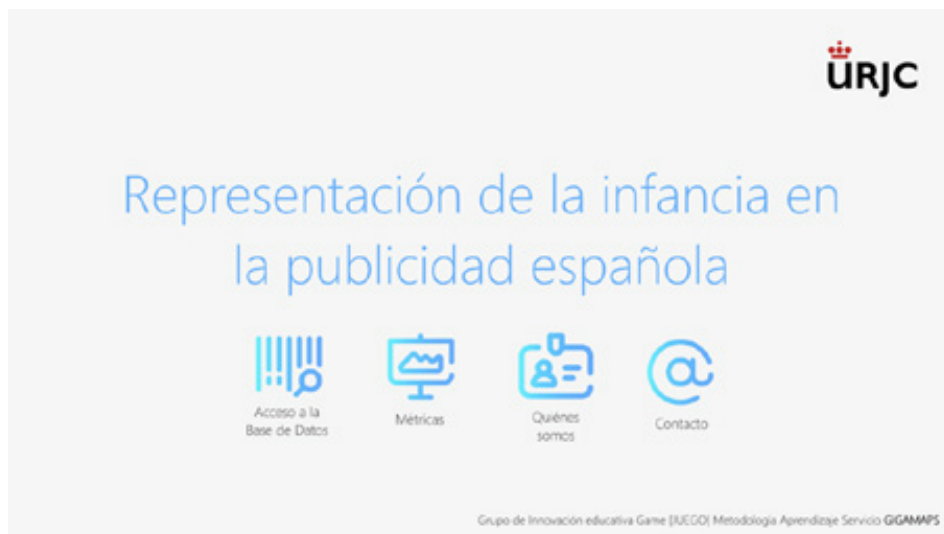 URJC
Representación de la infancia en
la publicidad española
Acceso a la
Base de Datos
Métricas
Quiénes
somos
Contacto
Grupo de Innovación educativa Game [JUEGO] Metodología Aprendizaje Servicio GIGAMAPS